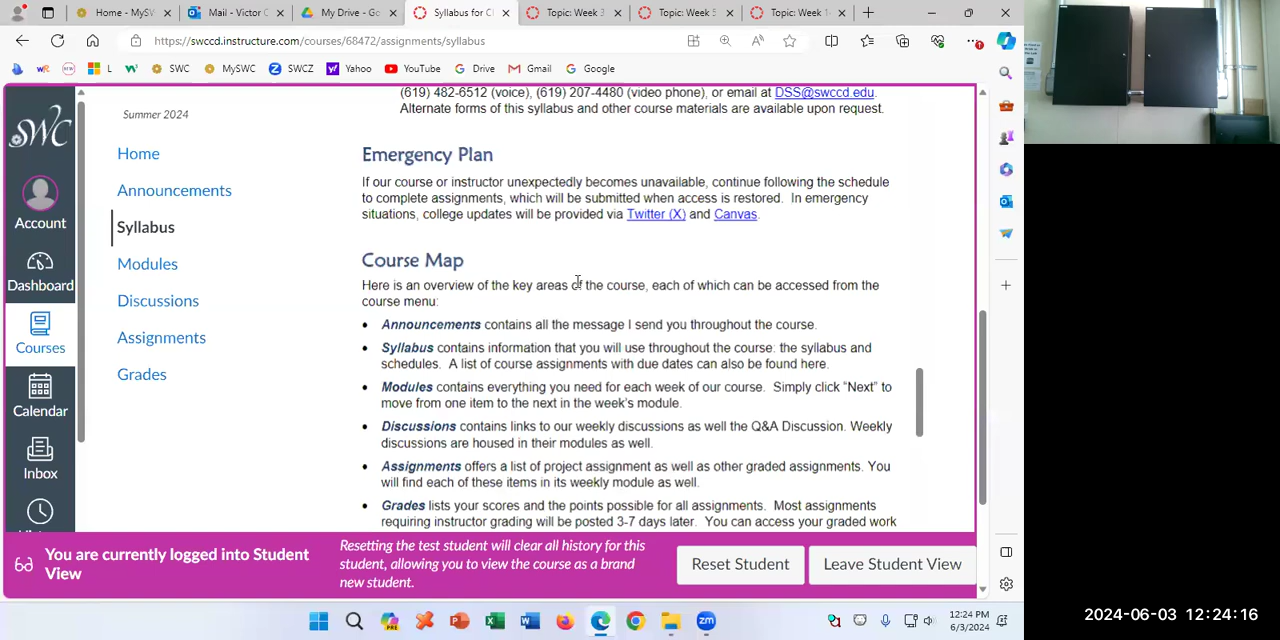 Home - MySW
Mail - Victor C
My Drive - Go
Syllabus for Cl
Topic: Week 3
Topic: Week 5
Topic: Week 1
https://swccd.instructure.com/courses/68472/assignments/syllabus
L
SWC
MySWC
SWCZ
Yahoo
YouTube
Drive
Gmail
Google
SWC
Account
Dashboard
Courses
Calendar
Inbox
Summer 2024
Home
Announcements
Syllabus
Modules
Discussions
Assignments
Grades
(619) 482-6512 (voice), (619) 207-4480 (video phone), or email at DSS@swccd.edu.
Alternate forms of this syllabus and other course materials are available upon request.
Emergency Plan
If our course or instructor unexpectedly becomes unavailable, continue following the schedule
to complete assignments, which will be submitted when access is restored. In emergency
situations, college updates will be provided via Twitter (X) and Canvas.
Course Map
Here is an overview of the key areas of the course, each of which can be accessed from the
course menu:
• Announcements contains all the message I send you throughout the course.
• Syllabus contains information that you will use throughout the course: the syllabus and
schedules. A list of course assignments with due dates can also be found here.
• Modules contains everything you need for each week of our course. Simply click “Next” to
move from one item to the next in the week’s module.
• Discussions contains links to our weekly discussions as well the Q&A Discussion. Weekly
discussions are housed in their modules as well.
• Assignments offers a list of project assignment as well as other graded assignments. You
will find each of these items in its weekly module as well.
• Grades lists your scores and the points possible for all assignments. Most assignments
requiring instructor grading will be posted 3-7 days later. You can access your graded work
You are currently logged into Student
View
Resetting the test student will clear all history for this
student, allowing you to view the course as a brand
new student.
Reset Student
Leave Student View
12:24 PM
6/3/2024
2024-06-03 12:24:16